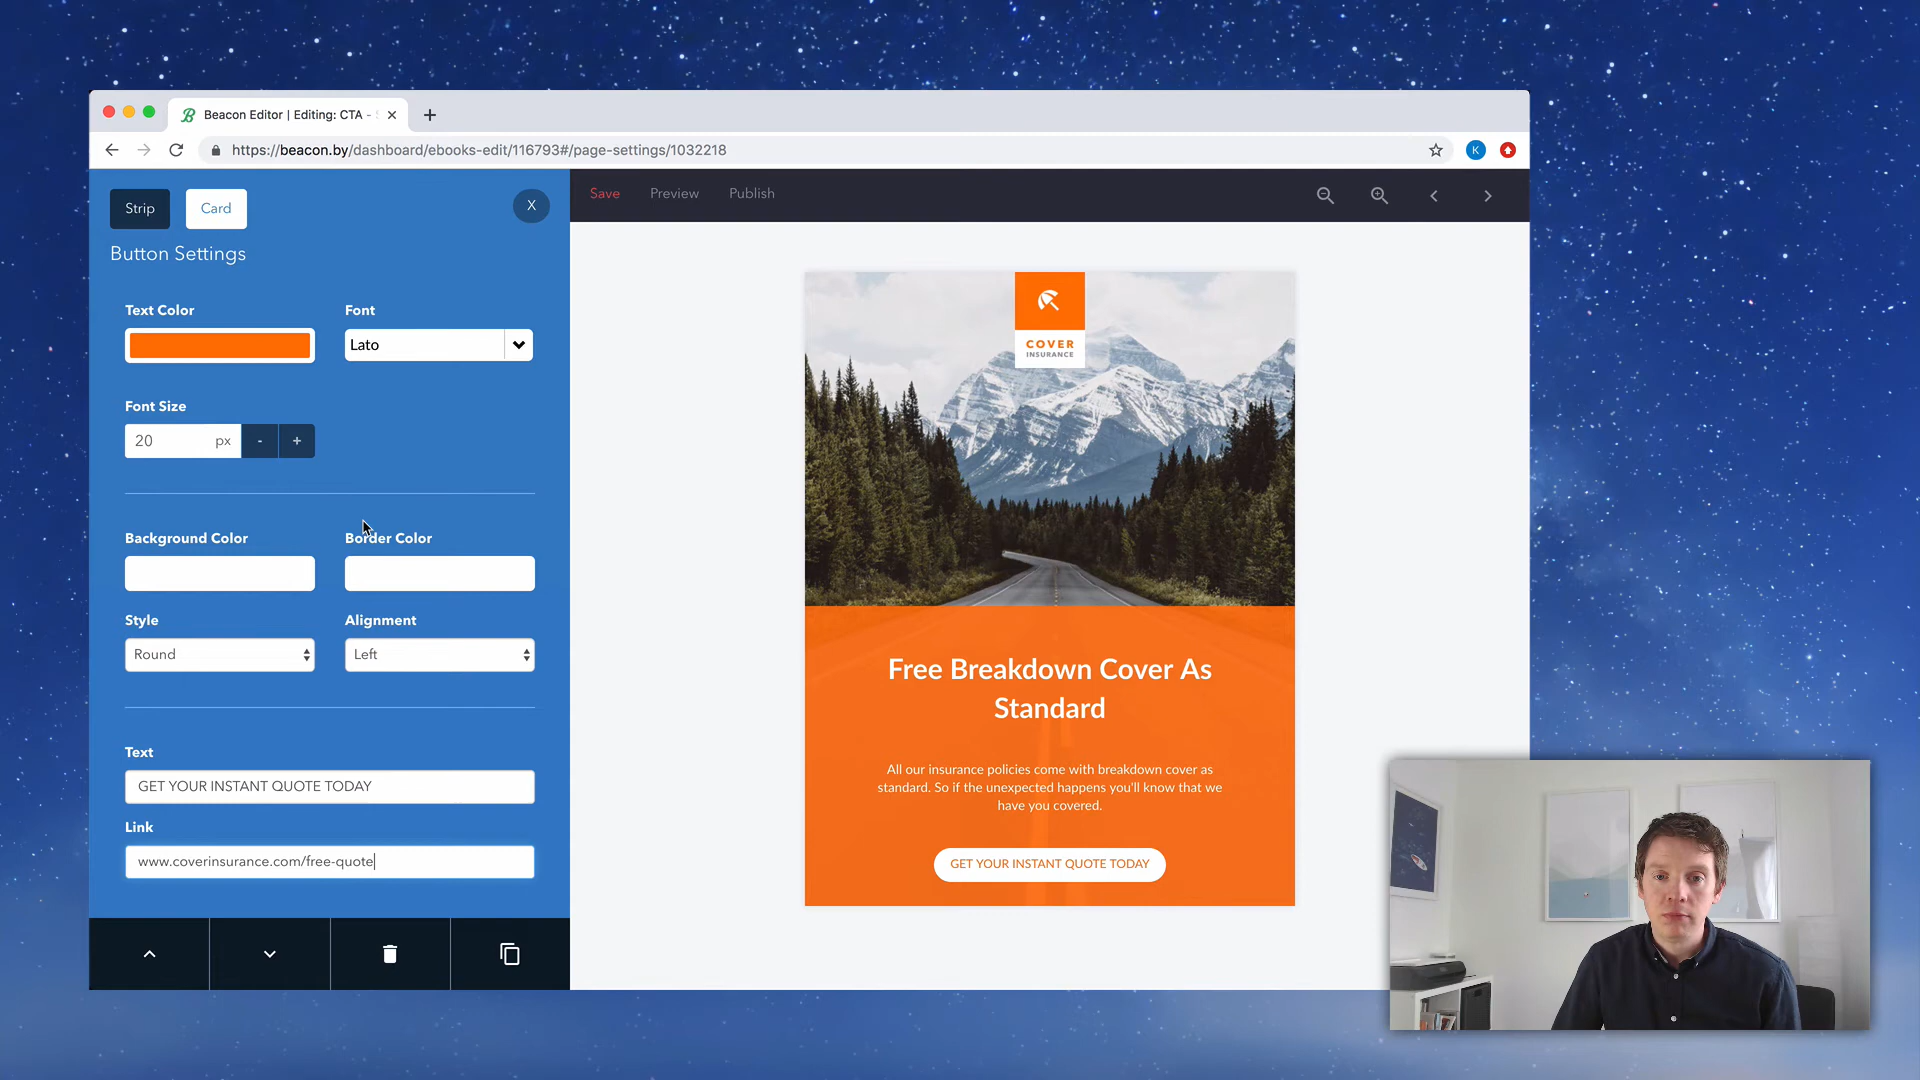 Beacon Editor | Editing: CTA -
https://beacon.by/dashboard/ebooks-edit/116793#/page-settings/1032218
K
Strip
Card
X
Save
Preview
Publish
Button Settings
Text Color
Font
Lato
Font Size
20
px
-
+
Background Color
Border Color
Style
Alignment
Round
Left
Text
GET YOUR INSTANT QUOTE TODAY
Link
www.coverinsurance.com/free-quote
COVER
INSURANCE
Free Breakdown Cover As
Standard
All our insurance policies come with breakdown cover as
standard. So if the unexpected happens you'll know that we
have you covered.
GET YOUR INSTANT QUOTE TODAY